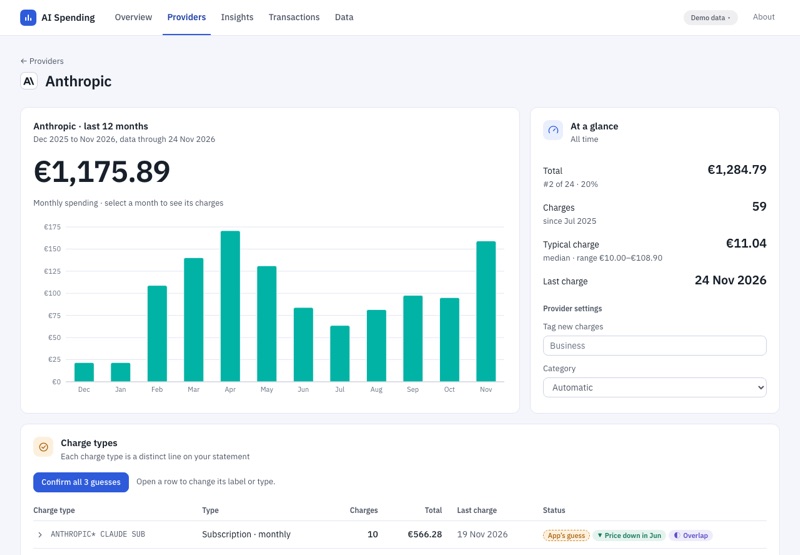 AI Spending Overview Providers Insights Transactions Data Demo data About
← Providers
Anthropic
Anthropic · last 12 months
Dec 2025 to Nov 2026, data through 24 Nov 2026
€1,175.89
Monthly spending · select a month to see its charges
€175
€150
€125
€100
€75
€50
€25
€0
Dec Jan Feb Mar Apr May Jun Jul Aug Sep Oct Nov
At a glance
All time
Total €1,284.79
#2 of 24 · 20%
Charges 59
since Jul 2025
Typical charge €11.04
median · range €10.00–€108.90
Last charge 24 Nov 2026
Provider settings
Tag new charges
Business
Category
Automatic
Charge types
Each charge type is a distinct line on your statement
Confirm all 3 guesses Open a row to change its label or type.
Charge type Type Charges Total Last charge Status
ANTHROPIC* CLAUDE SUB Subscription · monthly 10 €566.28 19 Nov 2026 App's guess ▼ Price down in Jun Overlap